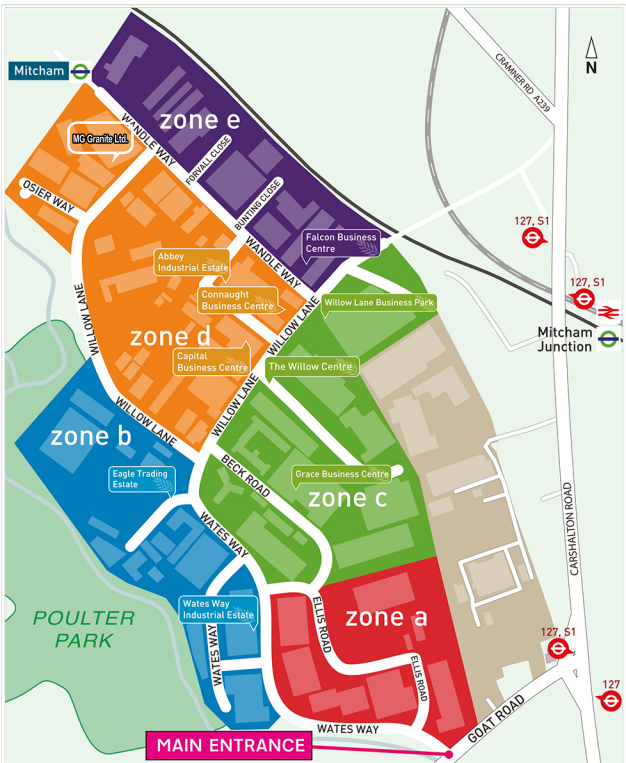 N
CRAMNER RD A239
Mitcham
zone e
MG Granite Ltd.
WANDLE WAY
FORVALL CLOSE
OSIER WAY
BUNTING CLOSE
127, S1
Falcon Business
Centre
WANDLE WAY
Abbey
Industrial Estate
127, S1
Connaught
Business Centre
Willow Lane Business Park
WILLOW LANE
zone d
WILLOW LANE
Mitcham
Junction
Capital
Business Centre
The Willow Centre
WILLOW LANE
WILLOW LANE
zone b
BECK ROAD
Eagle Trading
Estate
Grace Business Centre
zone c
WATES WAY
CARSHALTON ROAD
POULTER
PARK
Wates Way
Industrial Estate
ELLIS ROAD
zone a
127, S1
WATES WAY
ELLIS ROAD
127
GOAT ROAD
WATES WAY
MAIN ENTRANCE